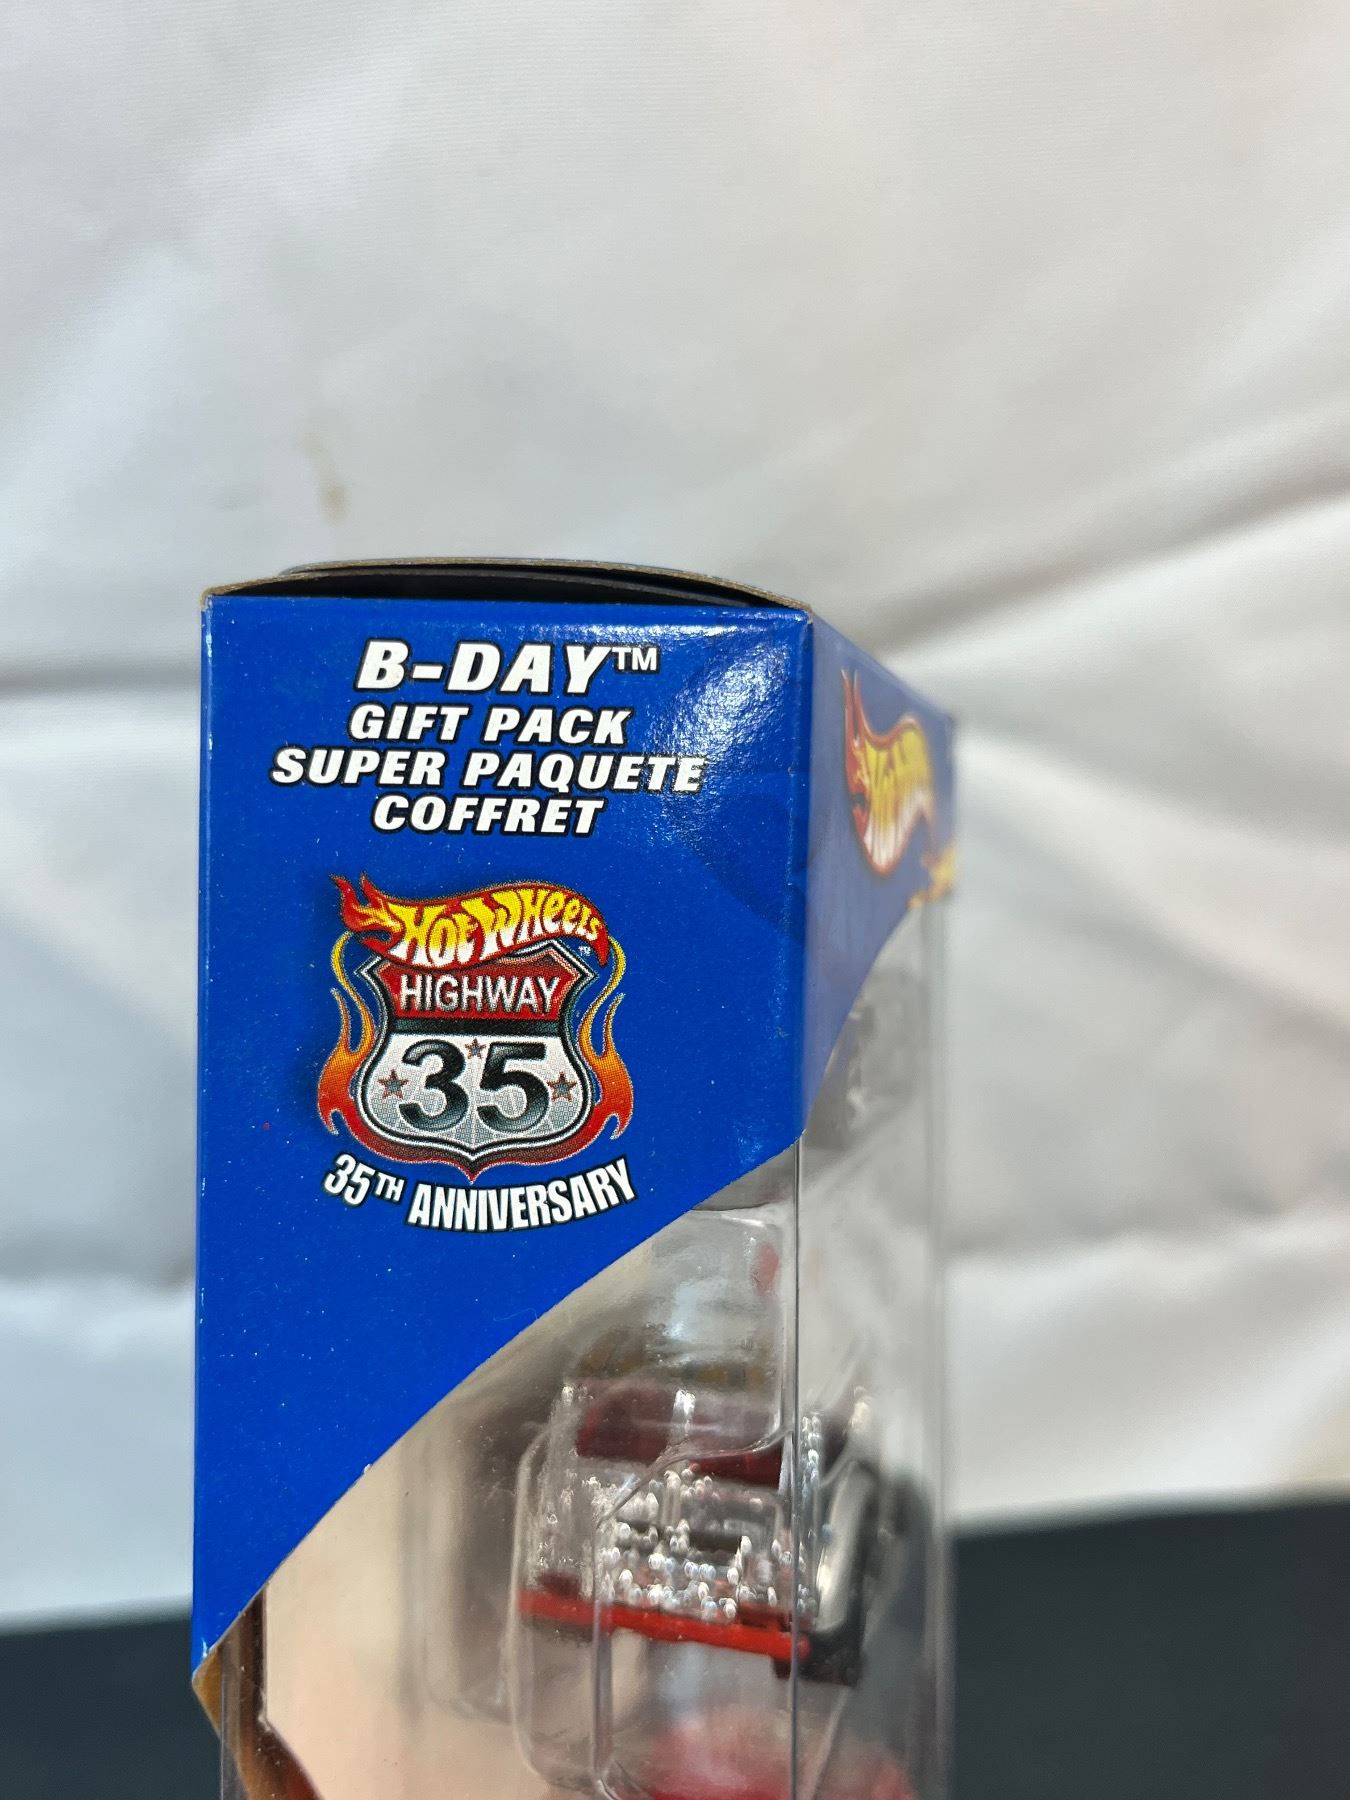 B-DAY™
GIFT PACK
SUPER PAQUETE
COFFRET
HOT WHEELS
HIGHWAY
35
35TH ANNIVERSARY